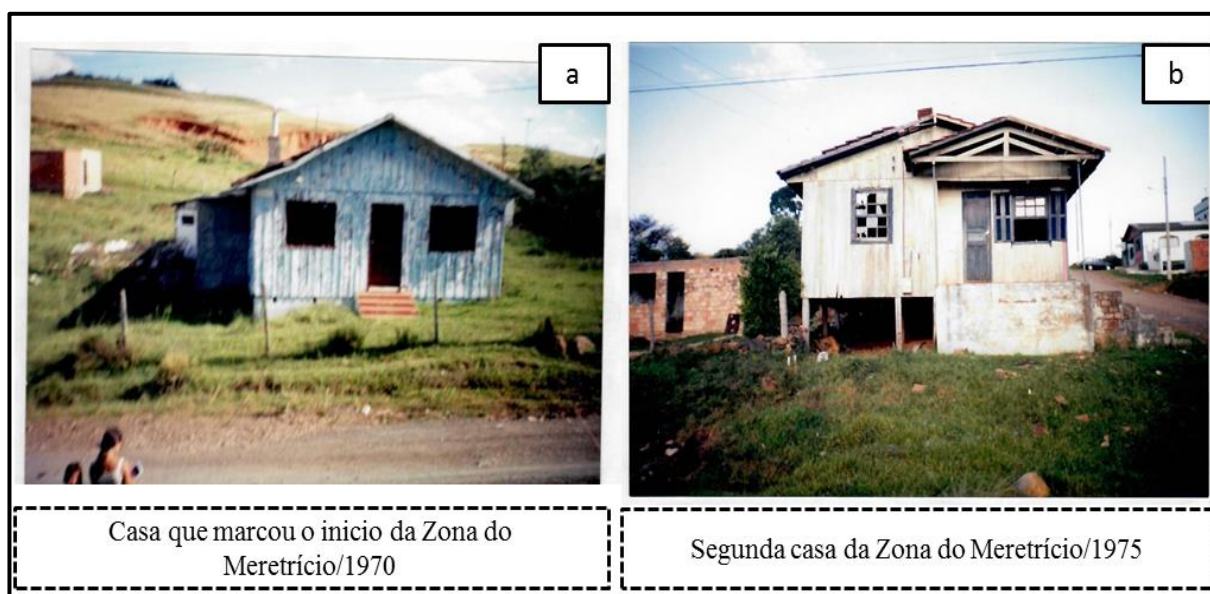 a
b
Casa que marcou o inicio da Zona do
Meretrício/1970
Segunda casa da Zona do Meretrício/1975